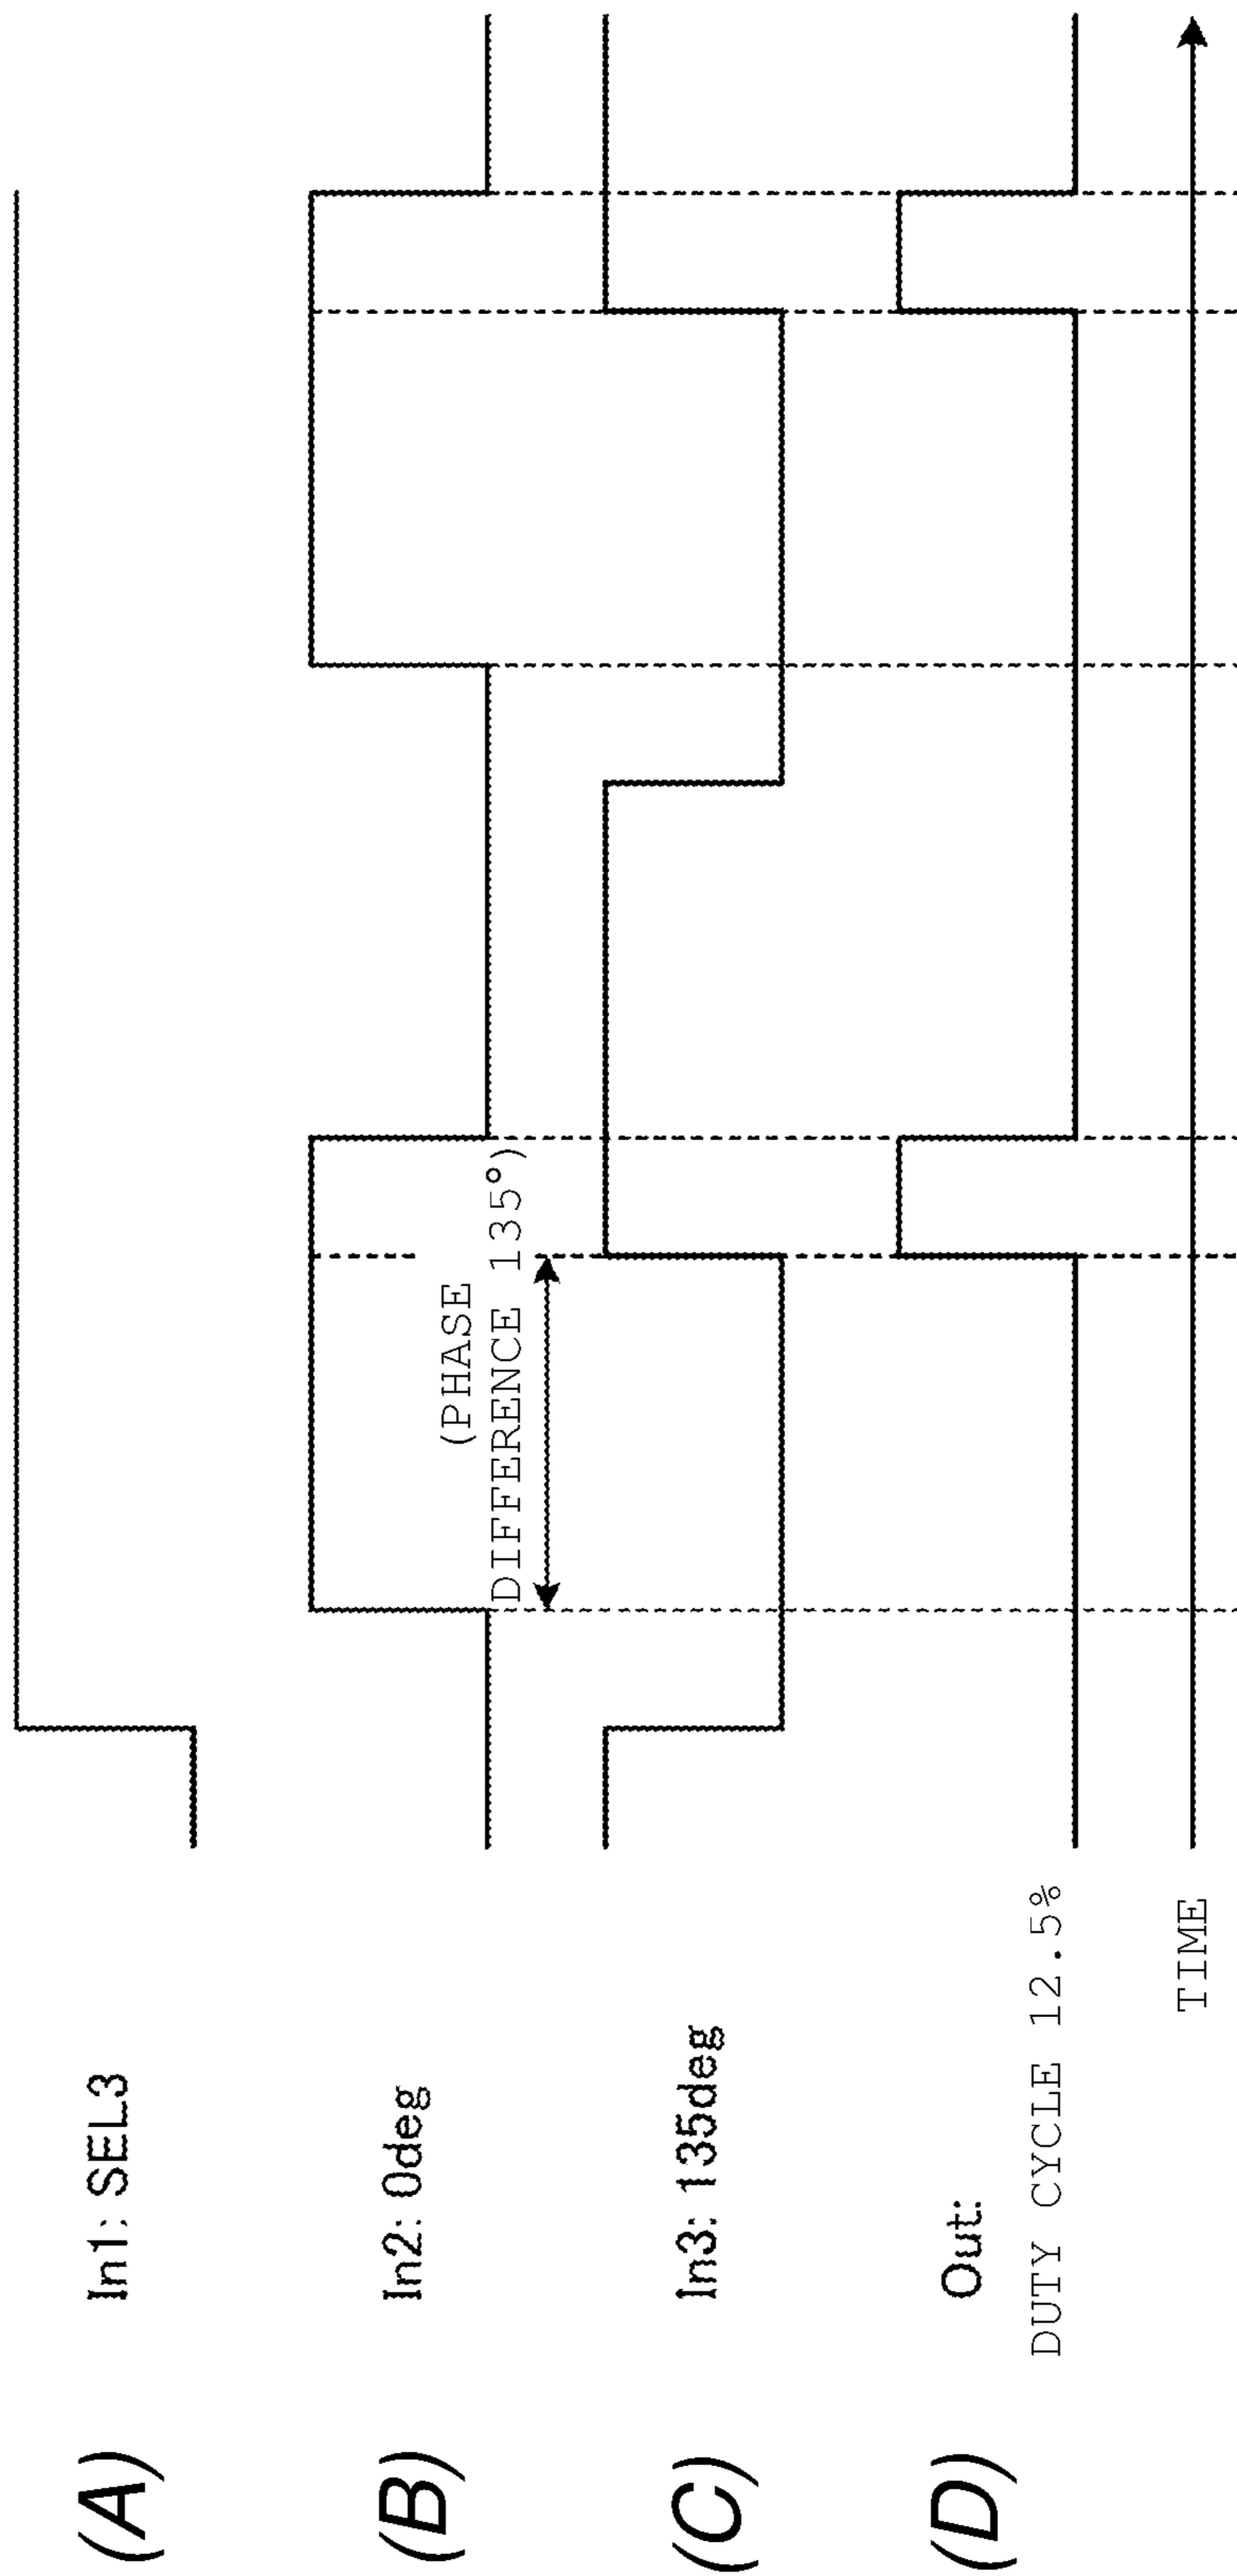 (A)
In1: SEL3
(B)
In2: 0deg
(PHASE
DIFFERENCE 135°)
(C)
In3: 135deg
(D)
Out:
DUTY CYCLE 12.5%
TIME